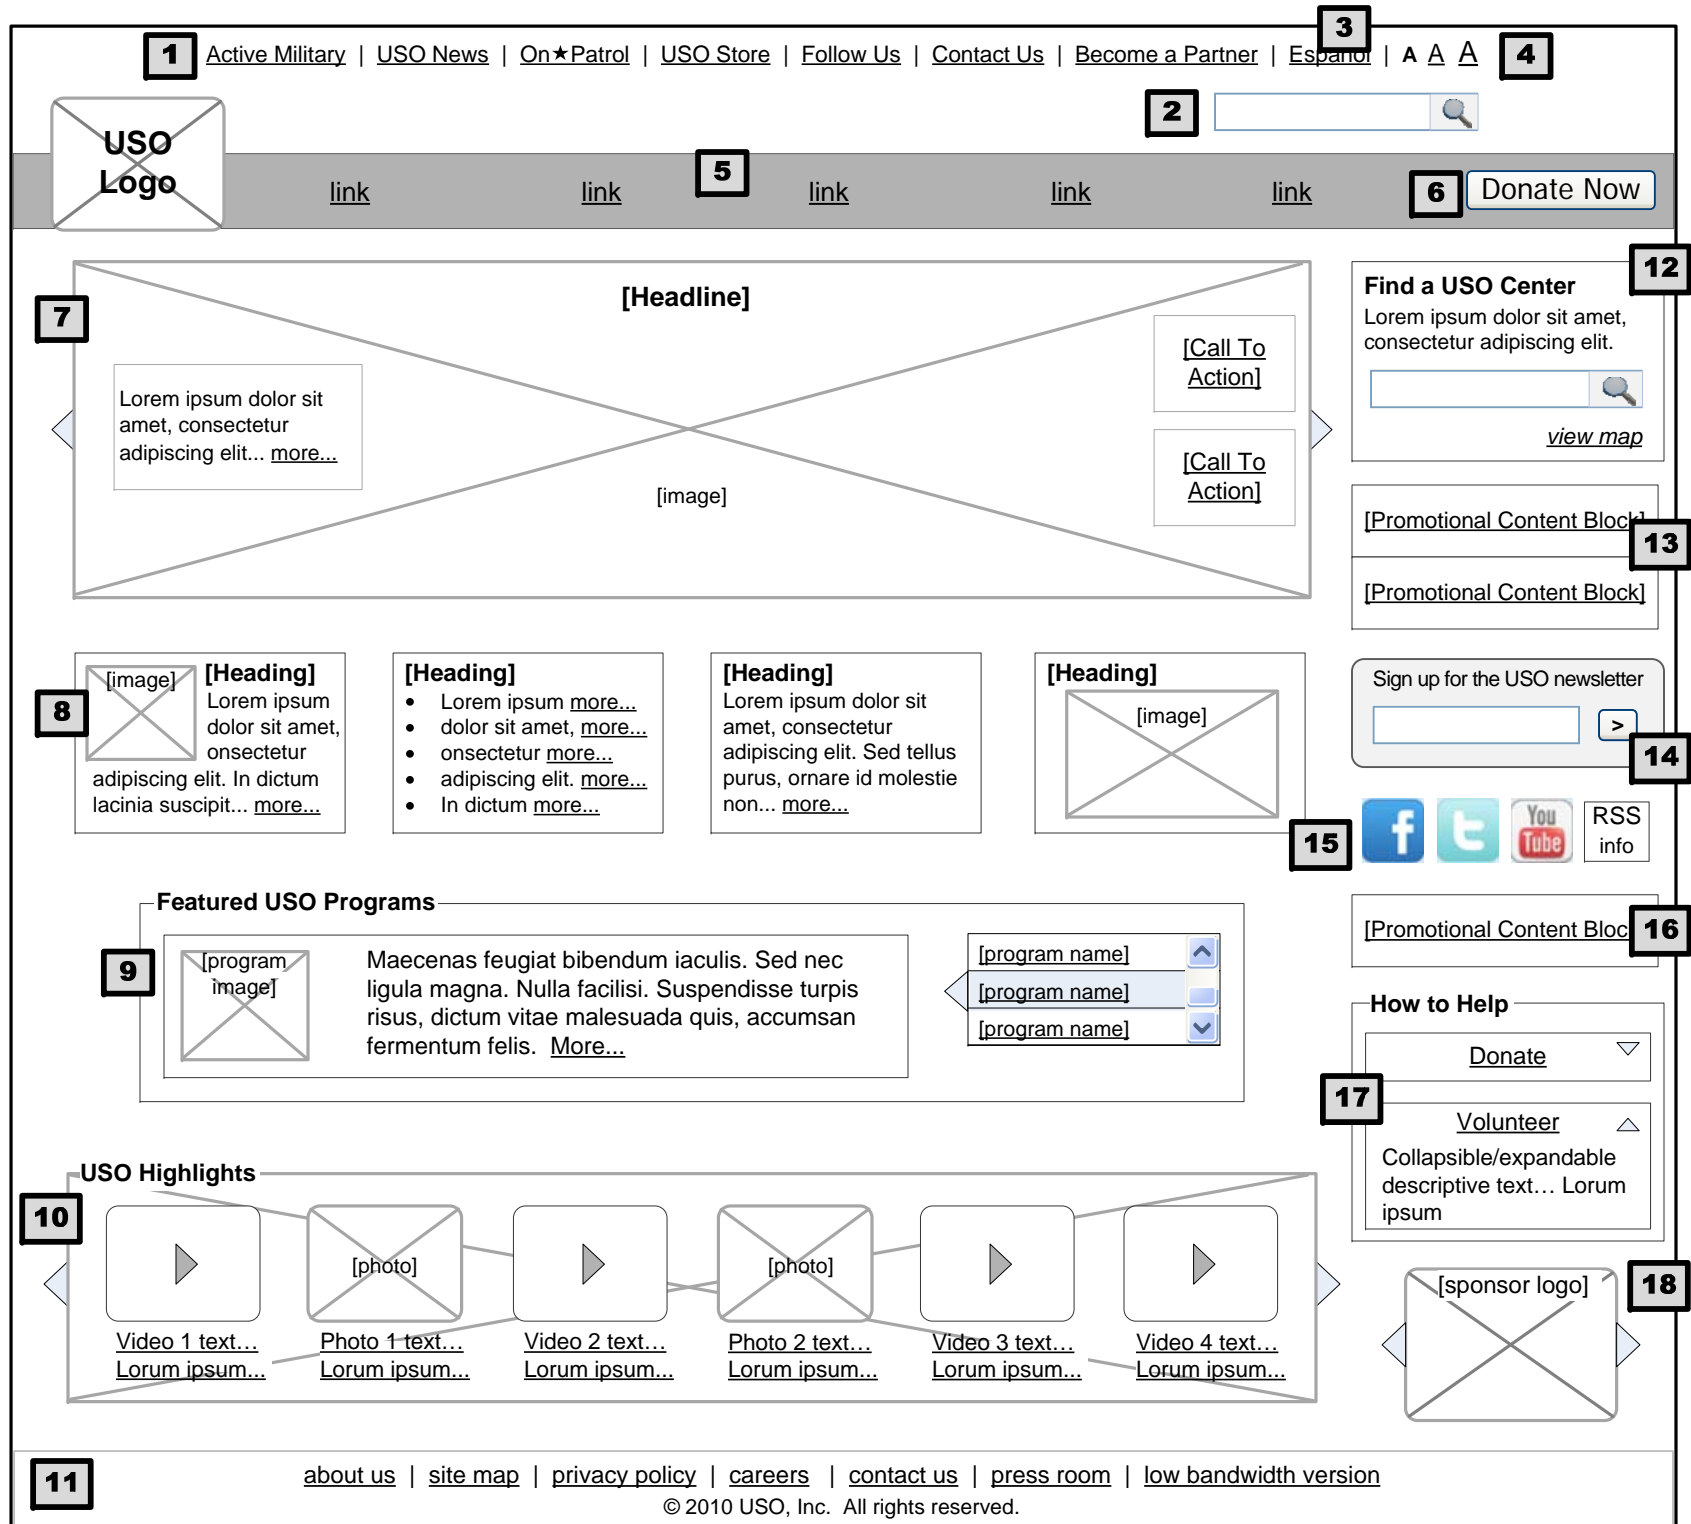 3
1 Active Military | USO News | On★Patrol | USO Store | Follow Us | Contact Us | Become a Partner | Español | A A A 4
2
USO
Logo
5
link link link link link
6 Donate Now
7
[Headline]
Lorem ipsum dolor sit
amet, consectetur
adipiscing elit... more...
[image]
[Call To
Action]
[Call To
Action]
12
Find a USO Center
Lorem ipsum dolor sit amet,
consectetur adipiscing elit.
view map
[Promotional Content Block]
13
[Promotional Content Block]
8
[image]
[Heading]
Lorem ipsum
dolor sit amet,
onsectetur
adipiscing elit. In dictum
lacinia suscipit... more...
[Heading]
• Lorem ipsum more...
• dolor sit amet, more...
• onsectetur more...
• adipiscing elit. more...
• In dictum more...
[Heading]
Lorem ipsum dolor sit
amet, consectetur
adipiscing elit. Sed tellus
purus, ornare id molestie
non... more...
[Heading]
[image]
Sign up for the USO newsletter
>
14
15
f
t
You
Tube
RSS
info
Featured USO Programs
9
[program
image]
Maecenas feugiat bibendum iaculis. Sed nec
ligula magna. Nulla facilisi. Suspendisse turpis
risus, dictum vitae malesuada quis, accumsan
fermentum felis. More...
[program name]
[program name]
[program name]
[Promotional Content Bloc
16
How to Help
Donate
17
Volunteer
Collapsible/expandable
descriptive text… Lorum
ipsum
USO Highlights
10
[photo]
[photo]
Video 1 text…
Lorum ipsum...
Photo 1 text…
Lorum ipsum...
Video 2 text…
Lorum ipsum...
Photo 2 text…
Lorum ipsum...
Video 3 text…
Lorum ipsum...
Video 4 text…
Lorum ipsum...
[sponsor logo]
18
11
about us | site map | privacy policy | careers | contact us | press room | low bandwidth version
© 2010 USO, Inc. All rights reserved.